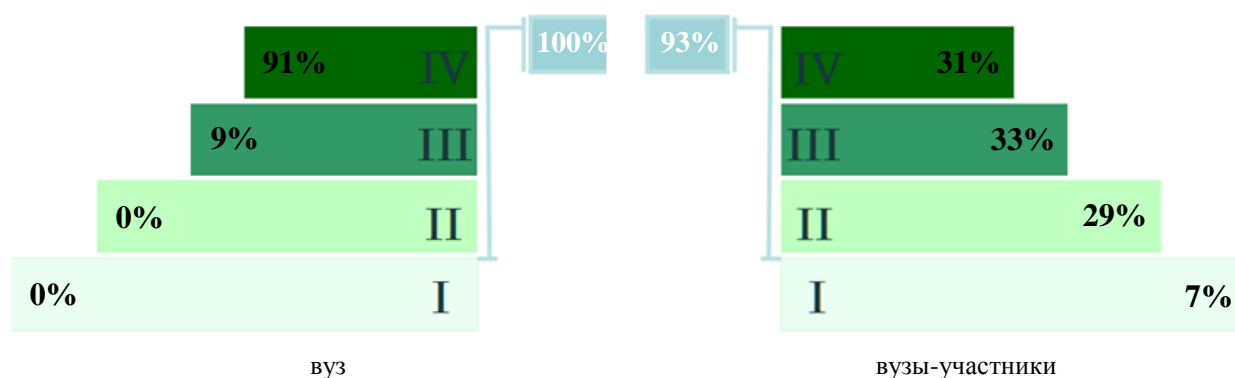 100% 93%
91% IV IV 31%
9% III III 33%
0% II II 29%
0% I I 7%
вуз вузы-участники